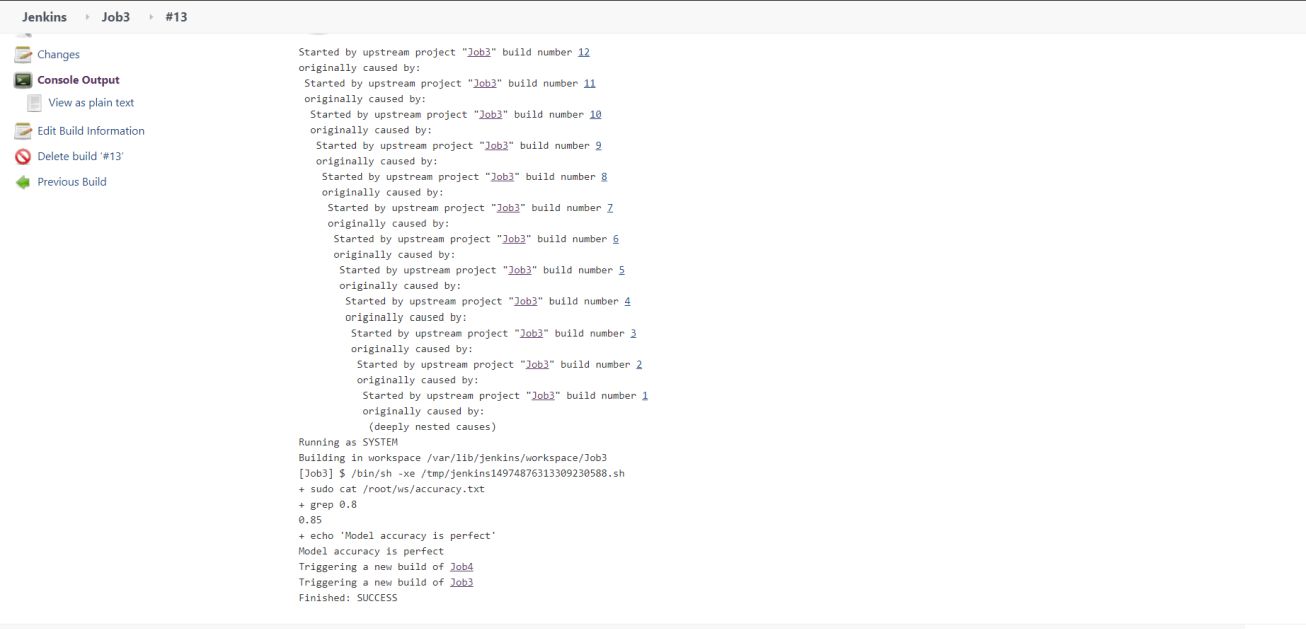 Jenkins Job3 #13
Changes
Console Output
View as plain text
Edit Build Information
Delete build '#13'
Previous Build
Started by upstream project "Job3" build number 12
originally caused by:
Started by upstream project "Job3" build number 11
originally caused by:
Started by upstream project "Job3" build number 10
originally caused by:
Started by upstream project "Job3" build number 9
originally caused by:
Started by upstream project "Job3" build number 8
originally caused by:
Started by upstream project "Job3" build number 7
originally caused by:
Started by upstream project "Job3" build number 6
originally caused by:
Started by upstream project "Job3" build number 5
originally caused by:
Started by upstream project "Job3" build number 4
originally caused by:
Started by upstream project "Job3" build number 3
originally caused by:
Started by upstream project "Job3" build number 2
originally caused by:
Started by upstream project "Job3" build number 1
originally caused by:
(deeply nested causes)
Running as SYSTEM
Building in workspace /var/lib/jenkins/workspace/Job3
[Job3] $ /bin/sh -xe /tmp/jenkins14974876313309230588.sh
+ sudo cat /root/ws/accuracy.txt
+ grep 0.8
0.85
+ echo 'Model accuracy is perfect'
Model accuracy is perfect
Triggering a new build of Job4
Triggering a new build of Job3
Finished: SUCCESS